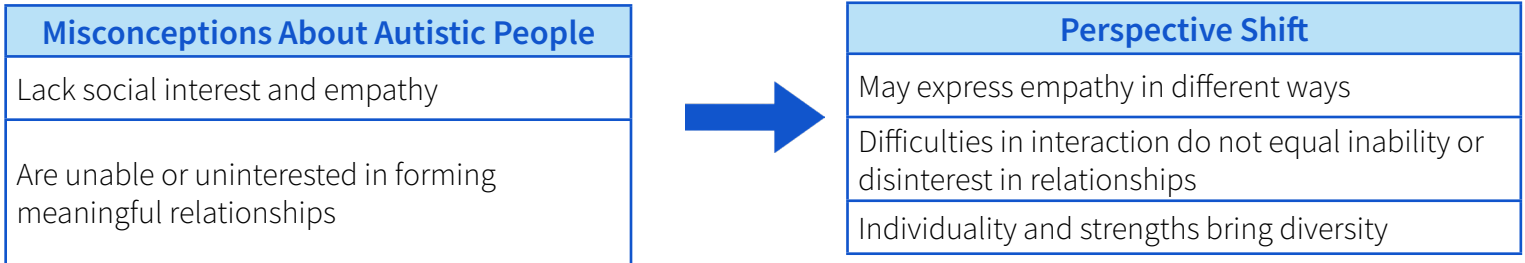 Misconceptions About Autistic People
Lack social interest and empathy
Are unable or uninterested in forming
meaningful relationships
Perspective Shift
May express empathy in different ways
Difficulties in interaction do not equal inability or
disinterest in relationships
Individuality and strengths bring diversity